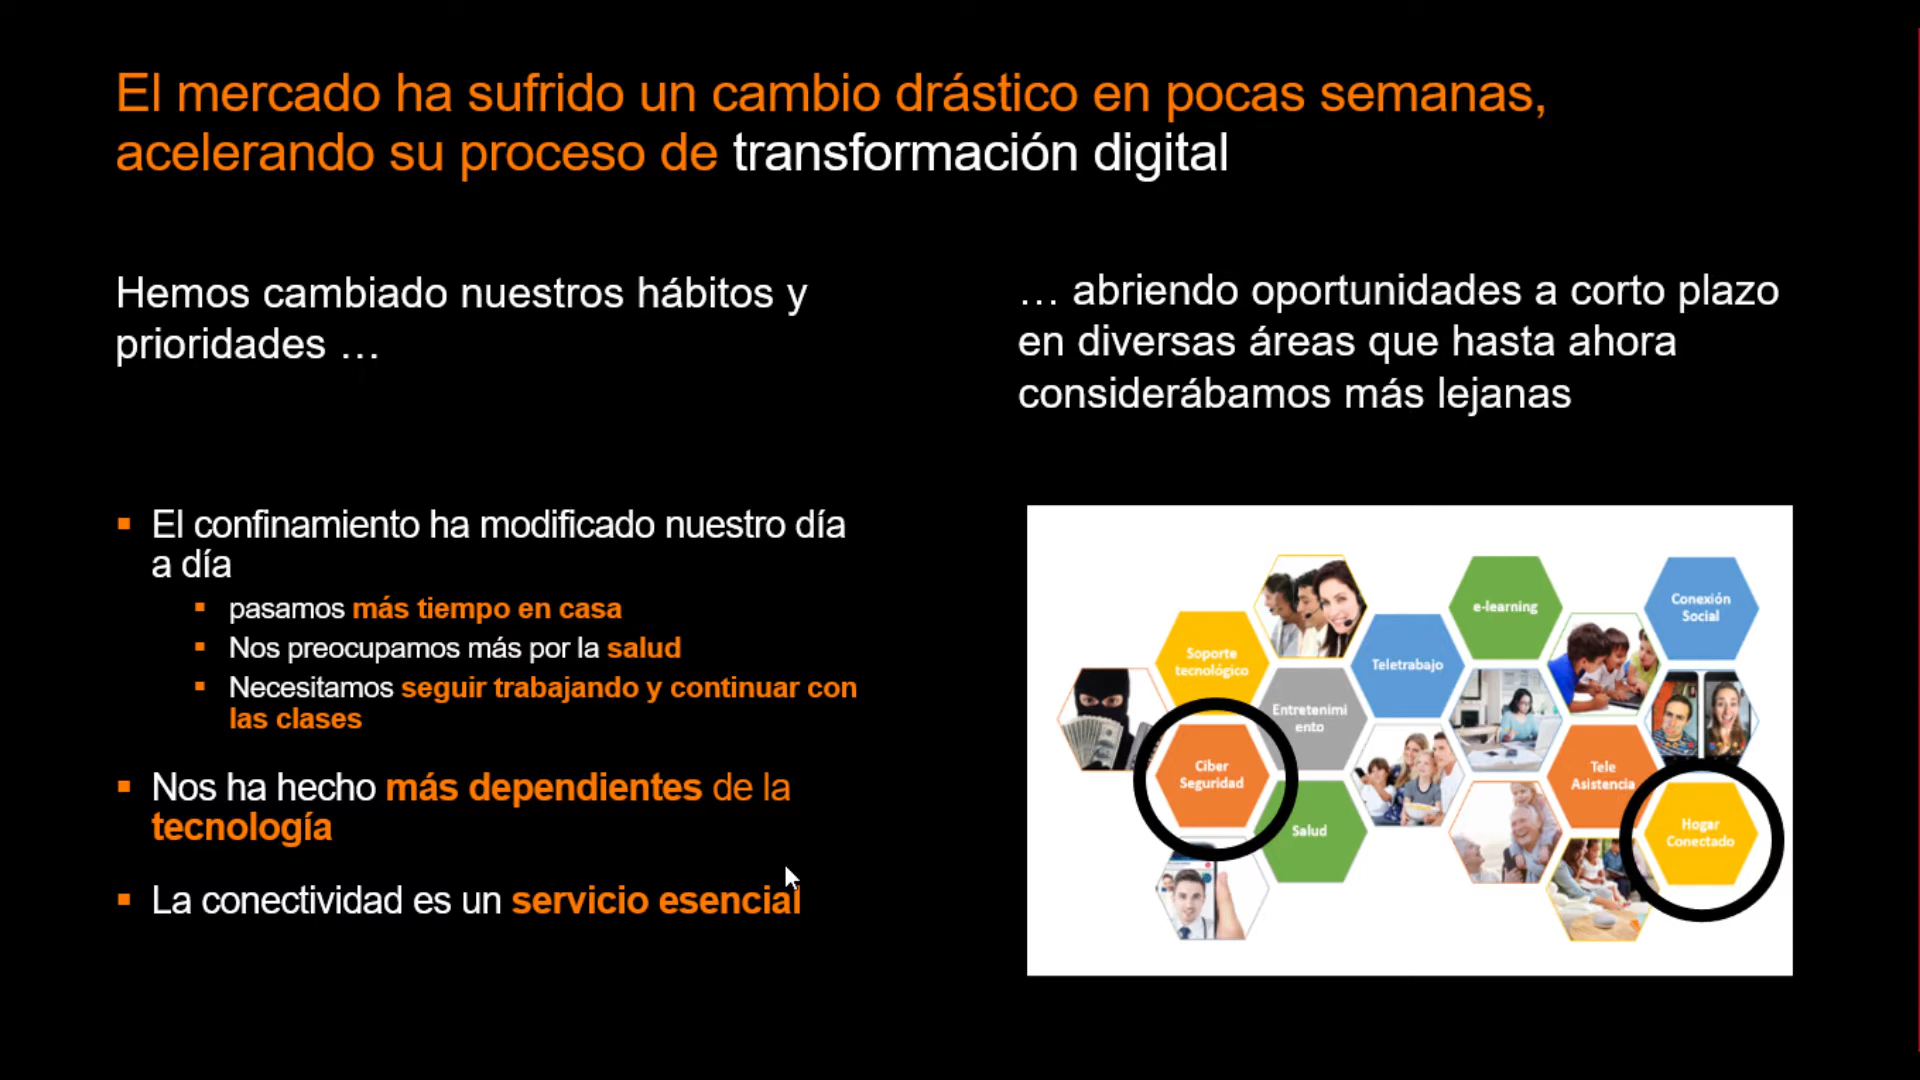 El mercado ha sufrido un cambio drástico en pocas semanas,
acelerando su proceso de transformación digital
Hemos cambiado nuestros hábitos y
prioridades …
… abriendo oportunidades a corto plazo
en diversas áreas que hasta ahora
considerábamos más lejanas
El confinamiento ha modificado nuestro día
a día
pasamos más tiempo en casa
Nos preocupamos más por la salud
Necesitamos seguir trabajando y continuar con
las clases
Nos ha hecho más dependientes de la
tecnología
La conectividad es un servicio esencial
e-learning
Conexión
Social
Soporte
tecnológico
Teletrabajo
Entretenimi
ento
Ciber
Seguridad
Tele
Asistencia
Salud
Hogar
Conectado